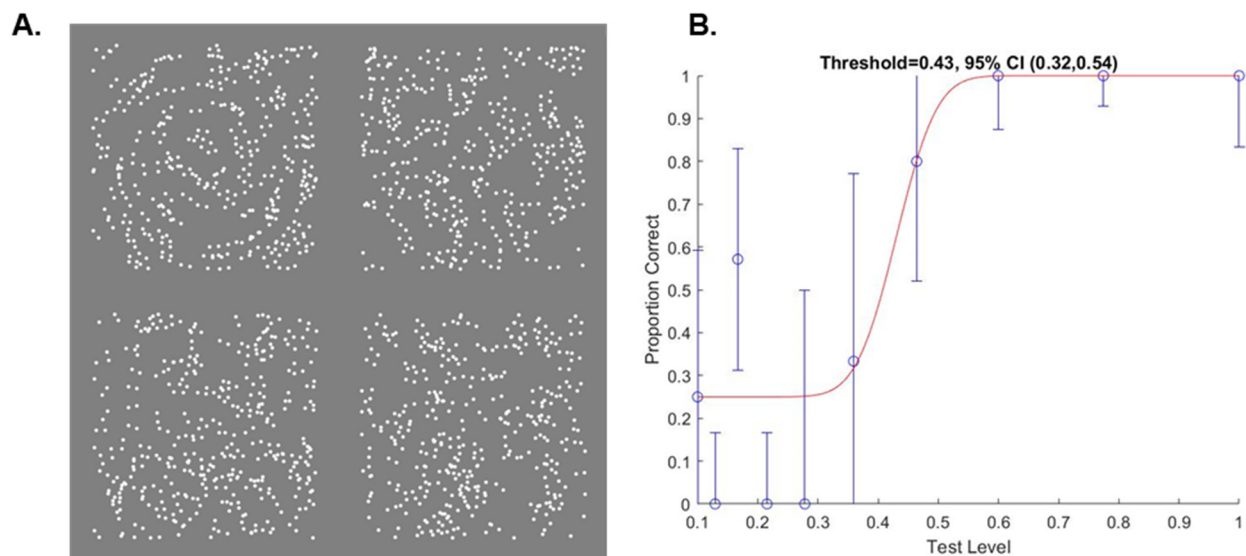 A.
B.
Threshold=0.43, 95% CI (0.32,0.54)
1
0.9
0.8
0.7
0.6
0.5
0.4
0.3
0.2
0.1
0
Proportion Correct
0.1 0.2 0.3 0.4 0.5 0.6 0.7 0.8 0.9 1
Test Level